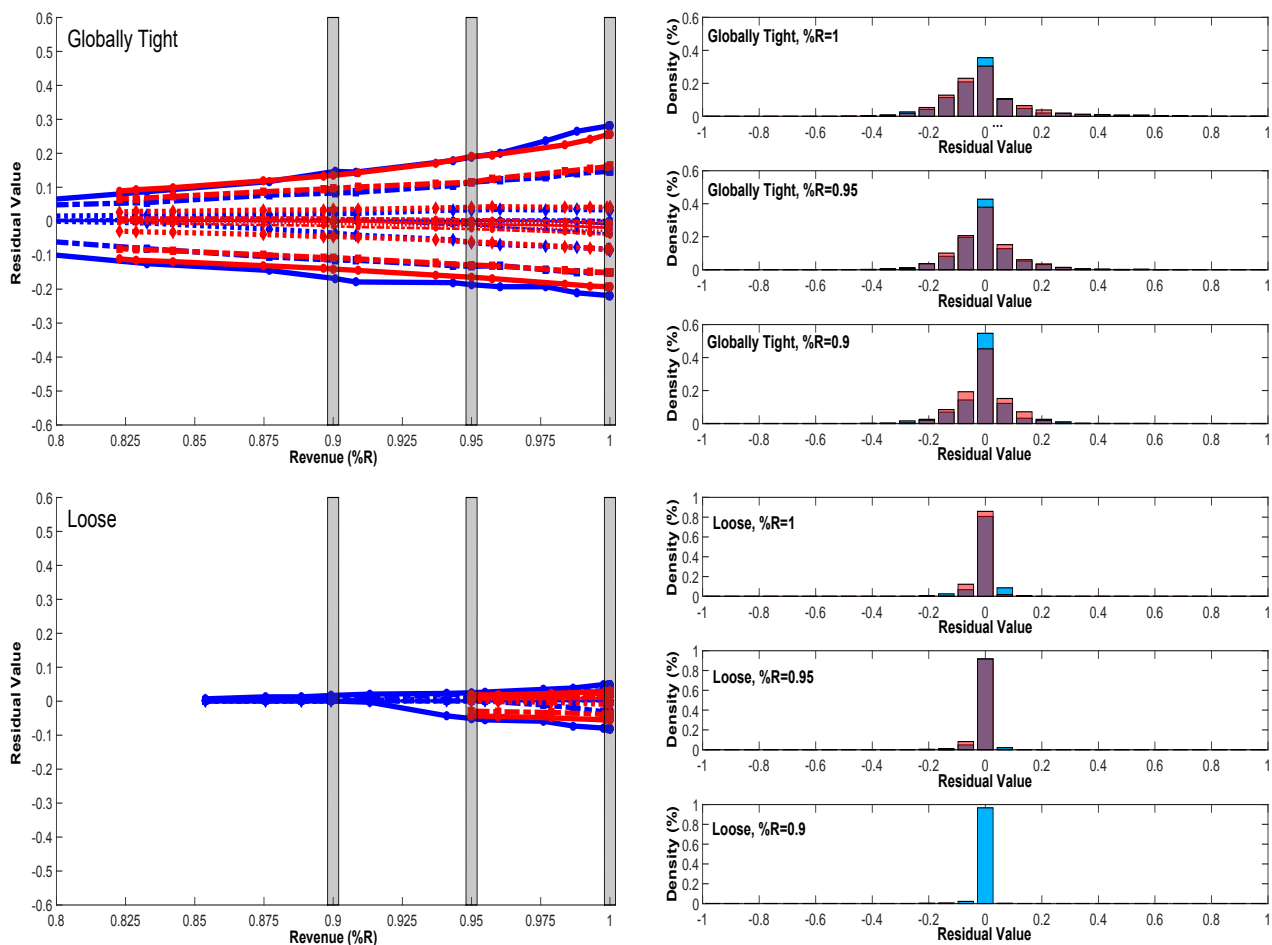 Globally Tight
0.6
0.5
0.4
0.3
0.2
0.1
0
-0.1
-0.2
-0.3
-0.4
-0.5
-0.6
Residual Value
0.8 0.825 0.85 0.875 0.9 0.925 0.95 0.975 1
Revenue (%R)
Loose
0.6
0.5
0.4
0.3
0.2
0.1
0
-0.1
-0.2
-0.3
-0.4
-0.5
-0.6
Residual Value
0.8 0.825 0.85 0.875 0.9 0.925 0.95 0.975 1
Revenue (%R)
Globally Tight, %R=1
0.6
0.4
0.2
0
Density (%)
-1 -0.8 -0.6 -0.4 -0.2 0 0.2 0.4 0.6 0.8 1
...
Residual Value
Globally Tight, %R=0.95
0.6
0.4
0.2
0
Density (%)
-1 -0.8 -0.6 -0.4 -0.2 0 0.2 0.4 0.6 0.8 1
Residual Value
Globally Tight, %R=0.9
0.6
0.4
0.2
0
Density (%)
-1 -0.8 -0.6 -0.4 -0.2 0 0.2 0.4 0.6 0.8 1
Residual Value
Loose, %R=1
1
0.8
0.6
0.4
0.2
0
Density (%)
-1 -0.8 -0.6 -0.4 -0.2 0 0.2 0.4 0.6 0.8 1
Residual Value
Loose, %R=0.95
1
0.8
0.6
0.4
0.2
0
Density (%)
-1 -0.8 -0.6 -0.4 -0.2 0 0.2 0.4 0.6 0.8 1
Residual Value
Loose, %R=0.9
1
0.8
0.6
0.4
0.2
0
Density (%)
-1 -0.8 -0.6 -0.4 -0.2 0 0.2 0.4 0.6 0.8 1
Residual Value